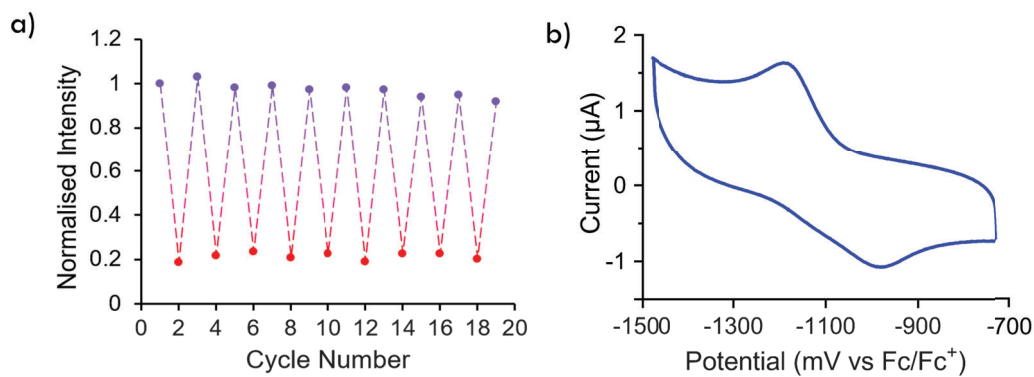 a)
1.2
1
0.8
0.6
0.4
0.2
0
Normalised Intensity
0 2 4 6 8 10 12 14 16 18 20
Cycle Number
b)
2
1
0
-1
Current (µA)
-1500 -1300 -1100 -900 -700
Potential (mV vs Fc/Fc⁺)